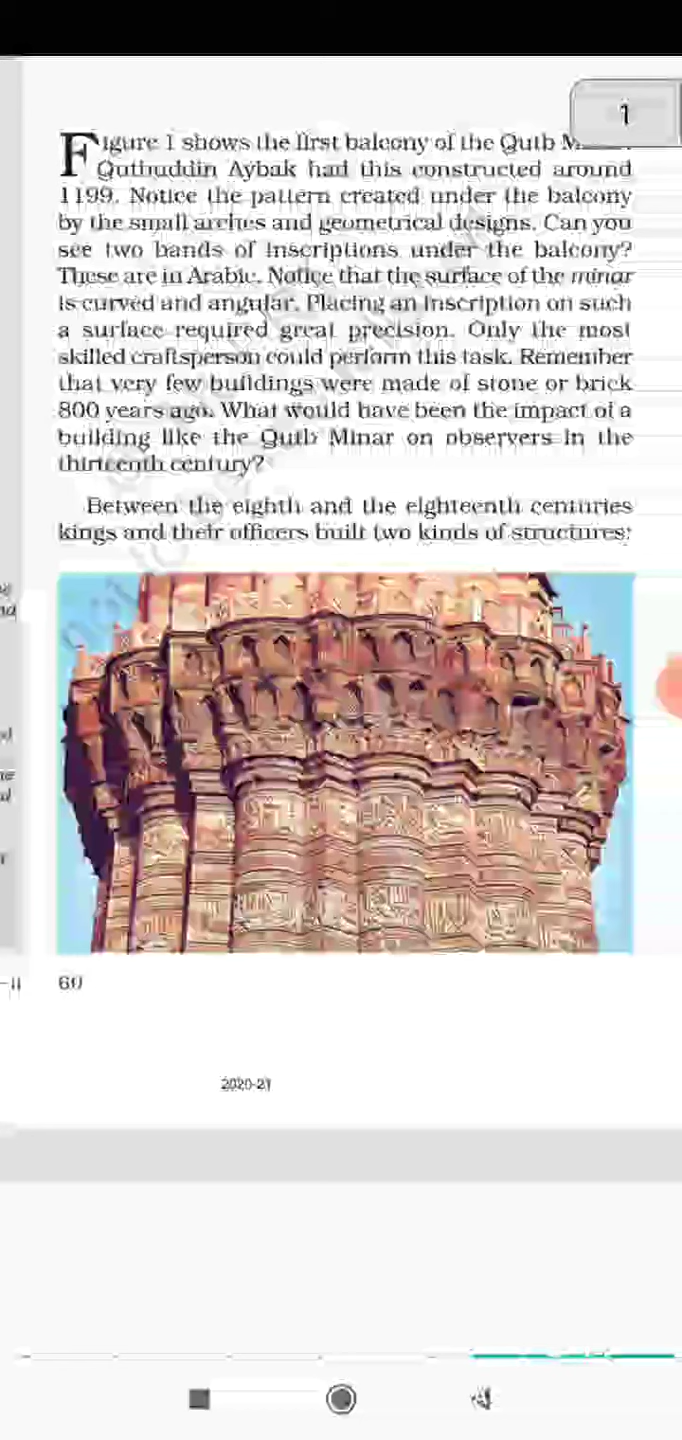 1
Figure 1 shows the first balcony of the Qutb
Qutbuddin Aybak had this constructed around
1199. Notice the pattern created under the balcony
by the small arches and geometrical designs. Can you
see two bands of inscriptions under the balcony?
These are in Arabic. Notice that the surface of the minar
is curved and angular. Placing an inscription on such
a surface required great precision. Only the most
skilled craftsperson could perform this task. Remember
that very few buildings were made of stone or brick
800 years ago. What would have been the impact of a
building like the Qutb Minar on observers in the
thirteenth century?
Between the eighth and the eighteenth centuries
kings and their officers built two kinds of structures:
60
2020-21